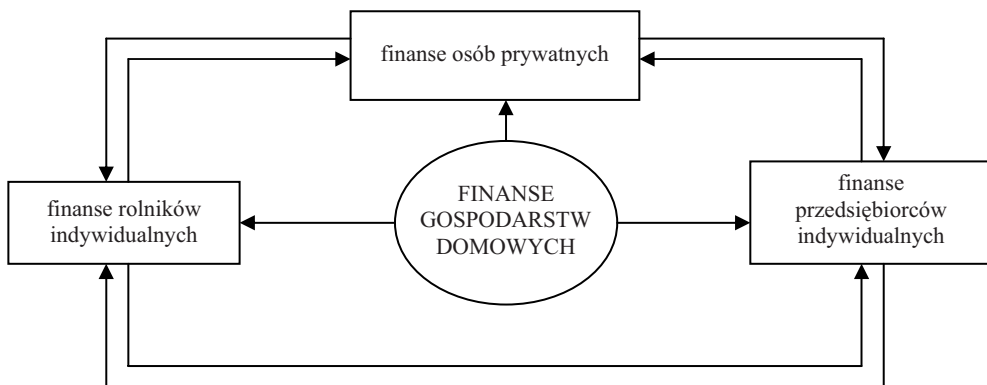 finanse osób prywatnych
finanse rolników
indywidualnych
FINANSE
GOSPODARSTW
DOMOWYCH
finanse
przedsiębiorców
indywidualnych